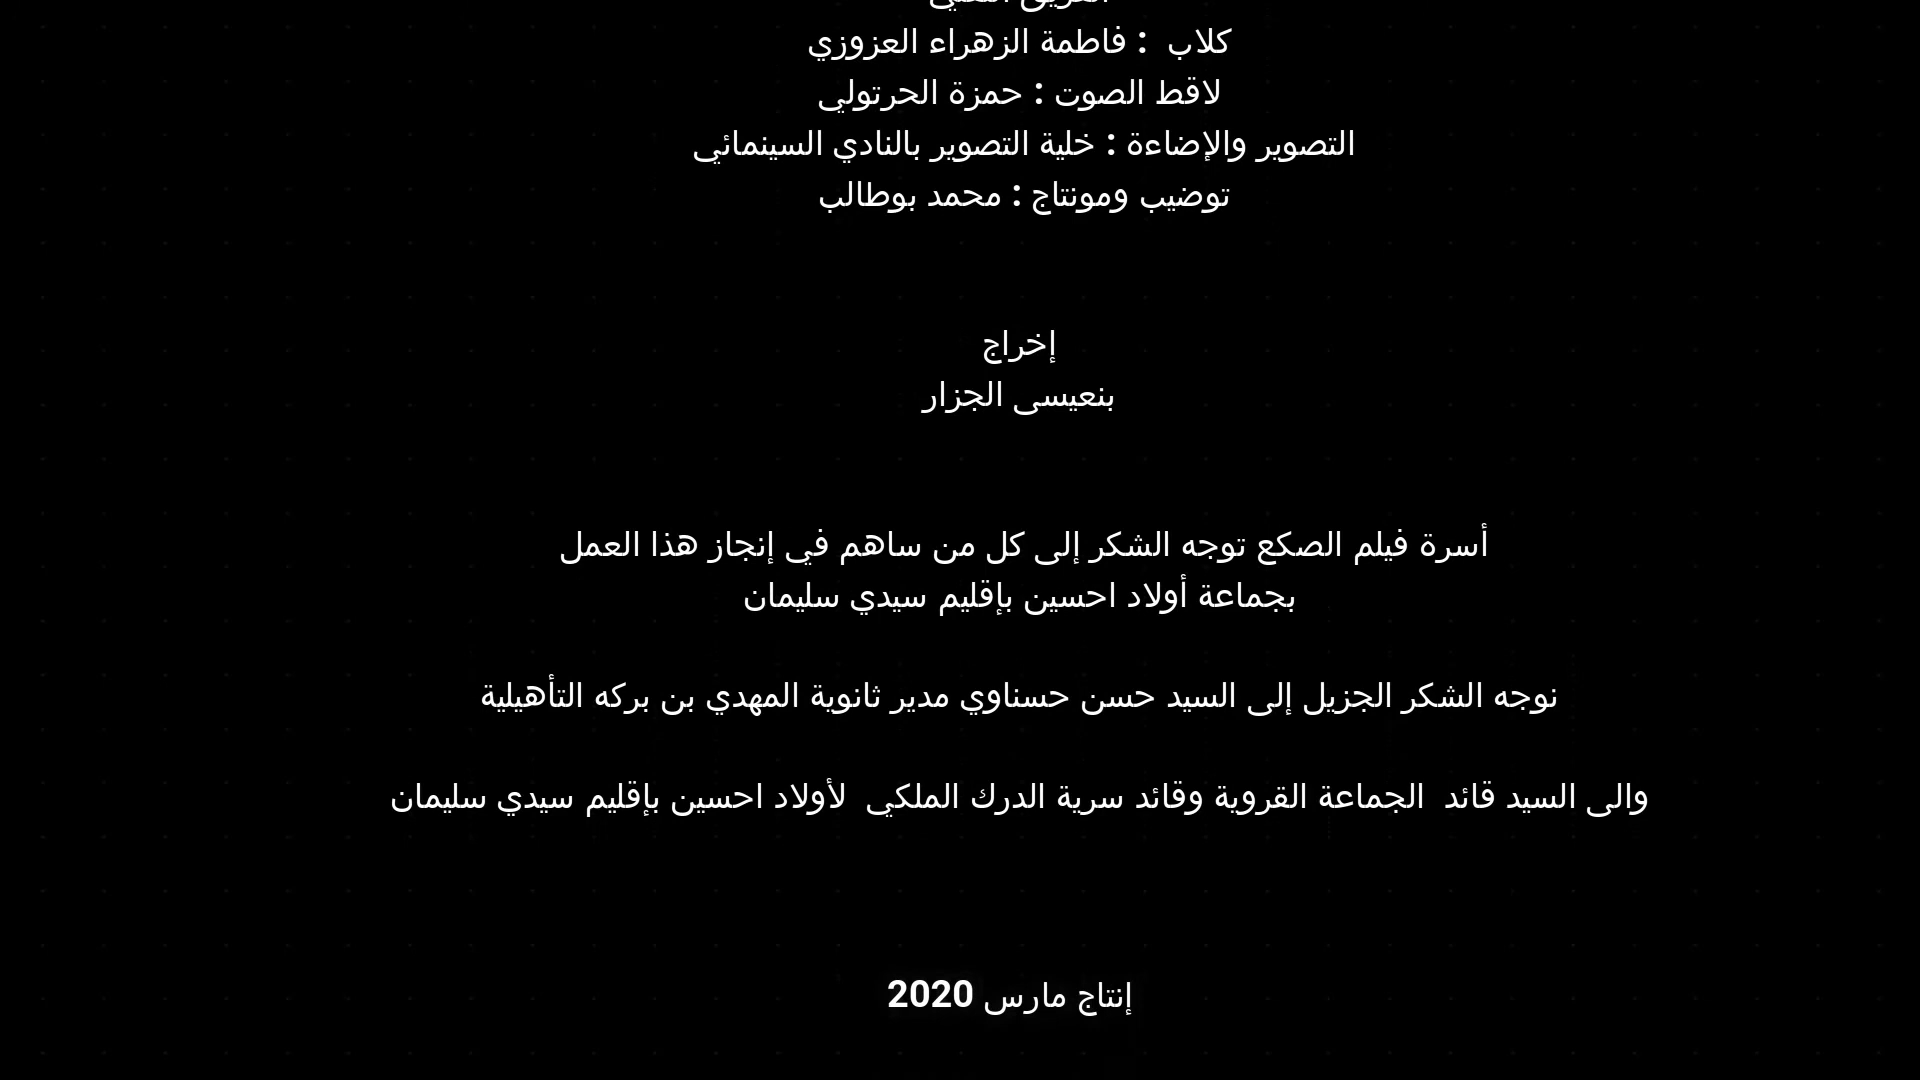 كلاب : فاطمة الزهراء العزوزي
لاقط الصوت : حمزة الحرتولي
التصوير والإضاءة : خلية التصوير بالنادي السينمائي
توضيب ومونتاج : محمد بوطالب
إخراج
بنعيسى الجزار
أسرة فيلم الصكع توجه الشكر إلى كل من ساهم في إنجاز هذا العمل
بجماعة أولاد احسين بإقليم سيدي سليمان
نوجه الشكر الجزيل إلى السيد حسن حسناوي مدير ثانوية المهدي بن بركه التأهيلية
والى السيد قائد الجماعة القروية وقائد سرية الدرك الملكي لأولاد احسين بإقليم سيدي سليمان
إنتاج مارس 2020